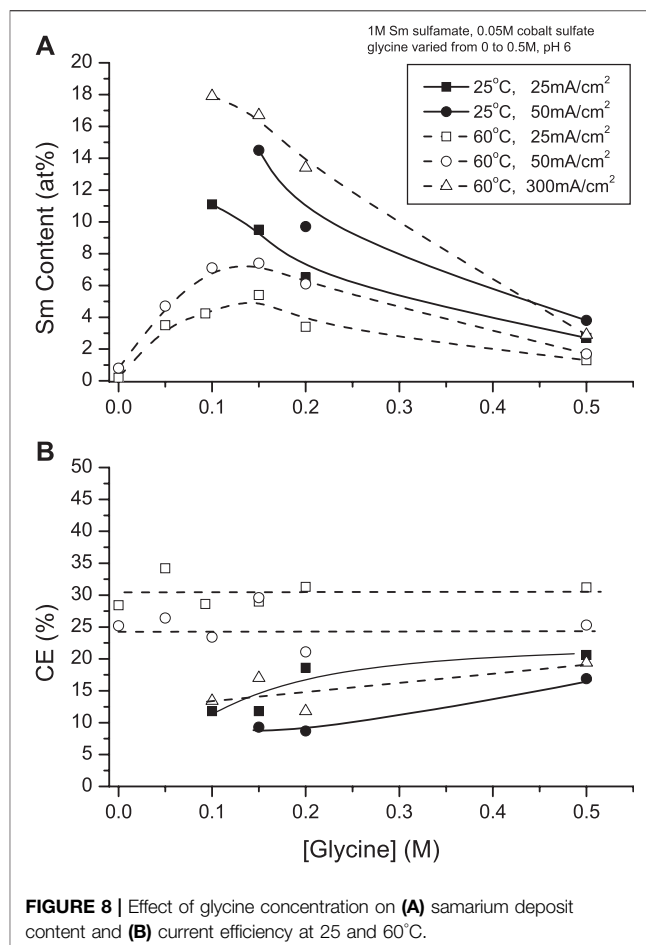 1M Sm sulfamate, 0.05M cobalt sulfate
glycine varied from 0 to 0.5M, pH 6
A
25°C, 25mA/cm²
25°C, 50mA/cm²
60°C, 25mA/cm²
60°C, 50mA/cm²
60°C, 300mA/cm²
Sm Content (at%)
20
18
16
14
12
10
8
6
4
2
0
0.0 0.1 0.2 0.3 0.4 0.5
B
CE (%)
50
45
40
35
30
25
20
15
10
5
0
0.0 0.1 0.2 0.3 0.4 0.5
[Glycine] (M)
FIGURE 8 | Effect of glycine concentration on (A) samarium deposit
content and (B) current efficiency at 25 and 60°C.